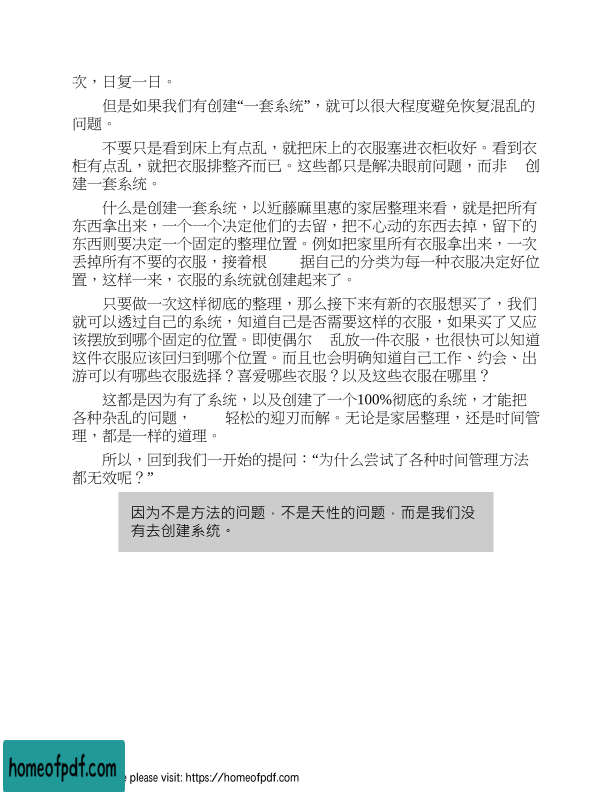 次，日复一日。
但是如果我们有创建“一套系统”，就可以很大程度避免恢复混乱的
问题。
不要只是看到床上有点乱，就把床上的衣服塞进衣柜收好。看到衣
柜有点乱，就把衣服排整齐而已。这些都只是解决眼前问题，而非 创
建一套系统。
什么是创建一套系统，以近藤麻里惠的家居整理来看，就是把所有
东西拿出来，一个一个决定他们的去留，把不心动的东西去掉，留下的
东西则要决定一个固定的整理位置。例如把家里所有衣服拿出来，一次
丢掉所有不要的衣服，接着根 据自己的分类为每一种衣服决定好位
置，这样一来，衣服的系统就创建起来了。
只要做一次这样彻底的整理，那么接下来有新的衣服想买了，我们
就可以透过自己的系统，知道自己是否需要这样的衣服，如果买了又应
该摆放到哪个固定的位置。即使偶尔 乱放一件衣服，也很快可以知道
这件衣服应该回归到哪个位置。而且也会明确知道自己工作、约会、出
游可以有哪些衣服选择？喜爱哪些衣服？以及这些衣服在哪里？
这都是因为有了系统，以及创建了一个100%彻底的系统，才能把
各种杂乱的问题， 轻松的迎刃而解。无论是家居整理，还是时间管
理，都是一样的道理。
所以，回到我们一开始的提问：“为什么尝试了各种时间管理方法
都无效呢？”
因为不是方法的问题，不是天性的问题，而是我们没
有去创建系统。
homeofpdf.com
e please visit: https://homeofpdf.com